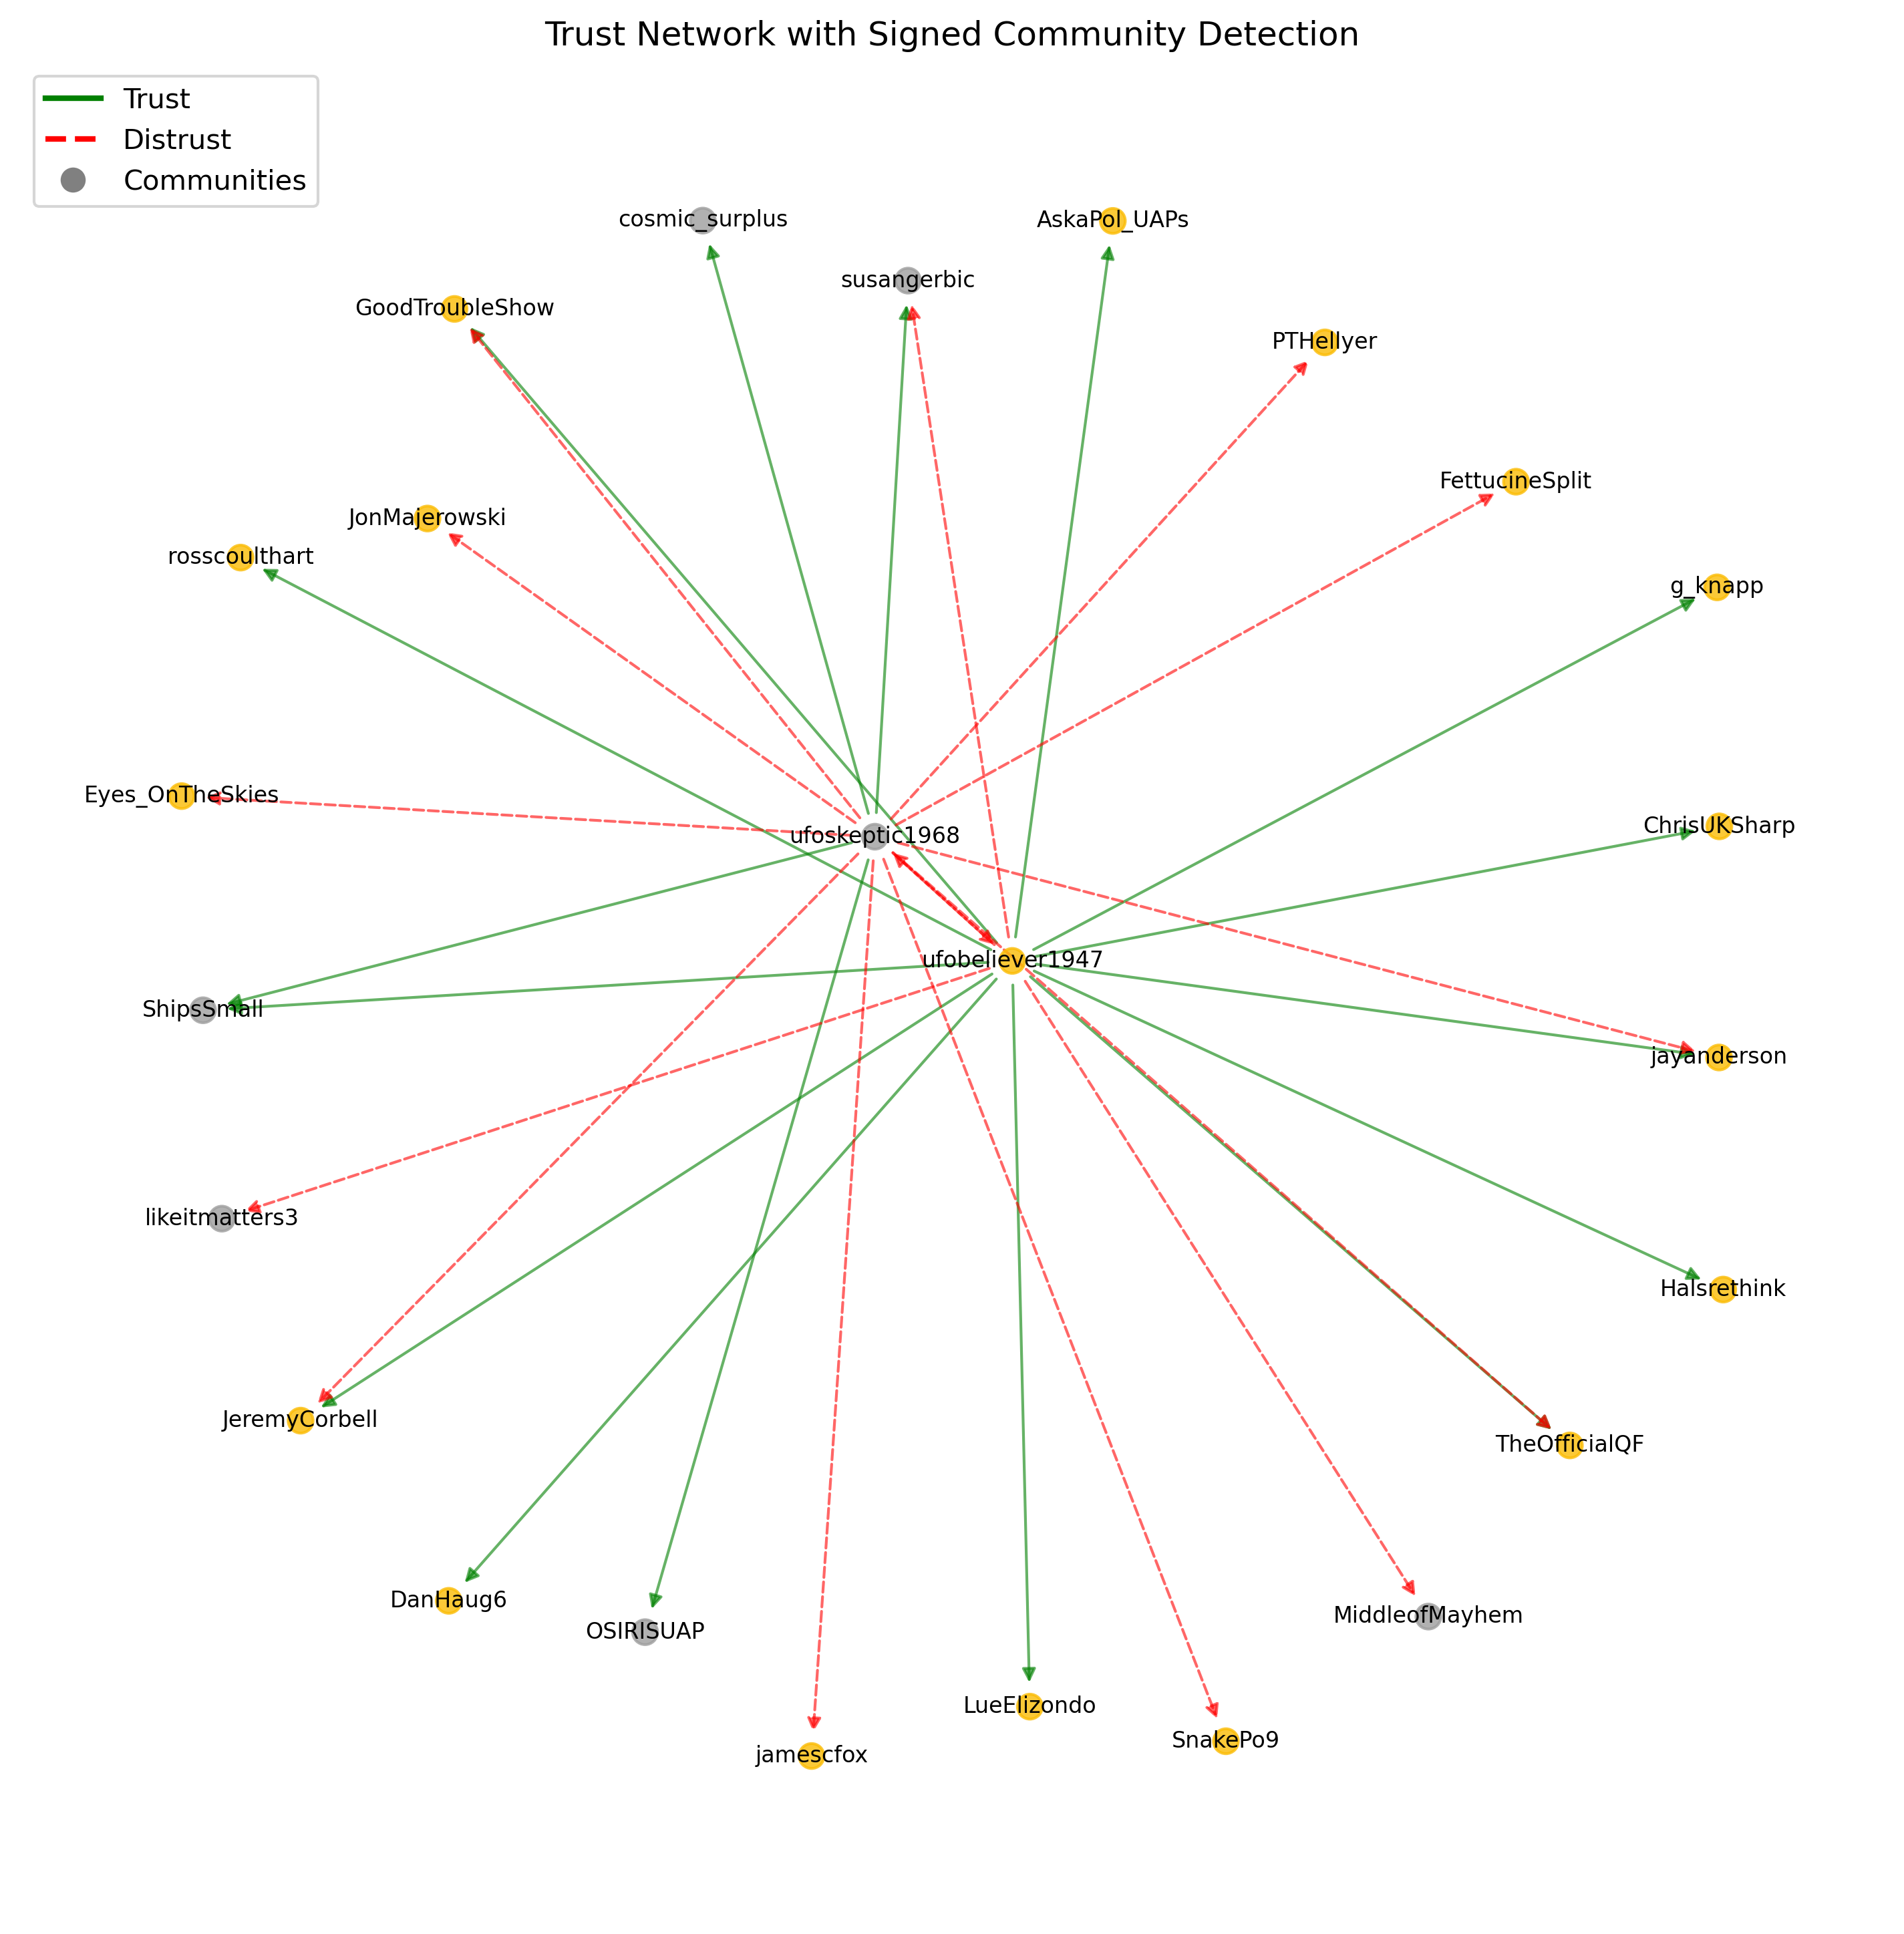 Trust Network with Signed Community Detection
Trust
Distrust
Communities
cosmic_surplus
AskaPol_UAPs
susangerbic
GoodTroubleShow
PTHellyer
FettucineSplit
JonMajerowski
rosscoulthart
g_knapp
Eyes_OnTheSkies
ChrisUKSharp
ufoskeptic1968
ufobeliever1947
ShipsSmall
jayanderson
likeitmatters3
Halsrethink
JeremyCorbell
TheOfficialQF
DanHaug6
MiddleofMayhem
OSIRISUAP
LueElizondo
SnakePo9
jamescfox